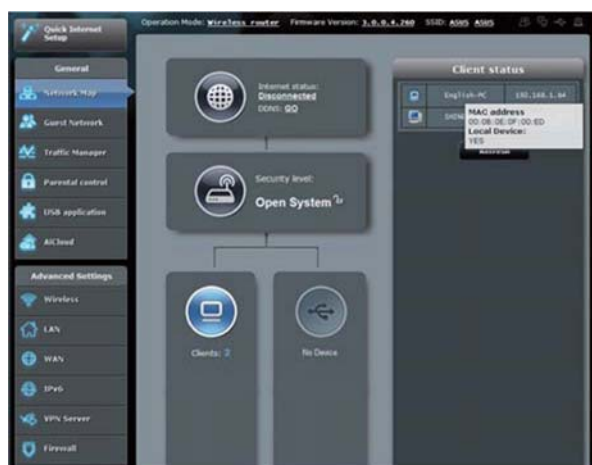 Quick Internet
Setup
Operation Mode: Wireless router Firmware Version: 3.0.0.4.260 SSID: ASUS ASUS
General
Network Map
Guest Network
Traffic Manager
Parental control
USB application
AiCloud
Advanced Settings
Wireless
LAN
WAN
IPv6
VPN Server
Firewall
Internet status:
Disconnected
DDNS: GO
Security level:
Open System
Clients: 2
No Device
Client status
English-PC 192.168.1.84
MAC address
00:0B:0E:0F:00:ED
Local Device:
YES
Refresh